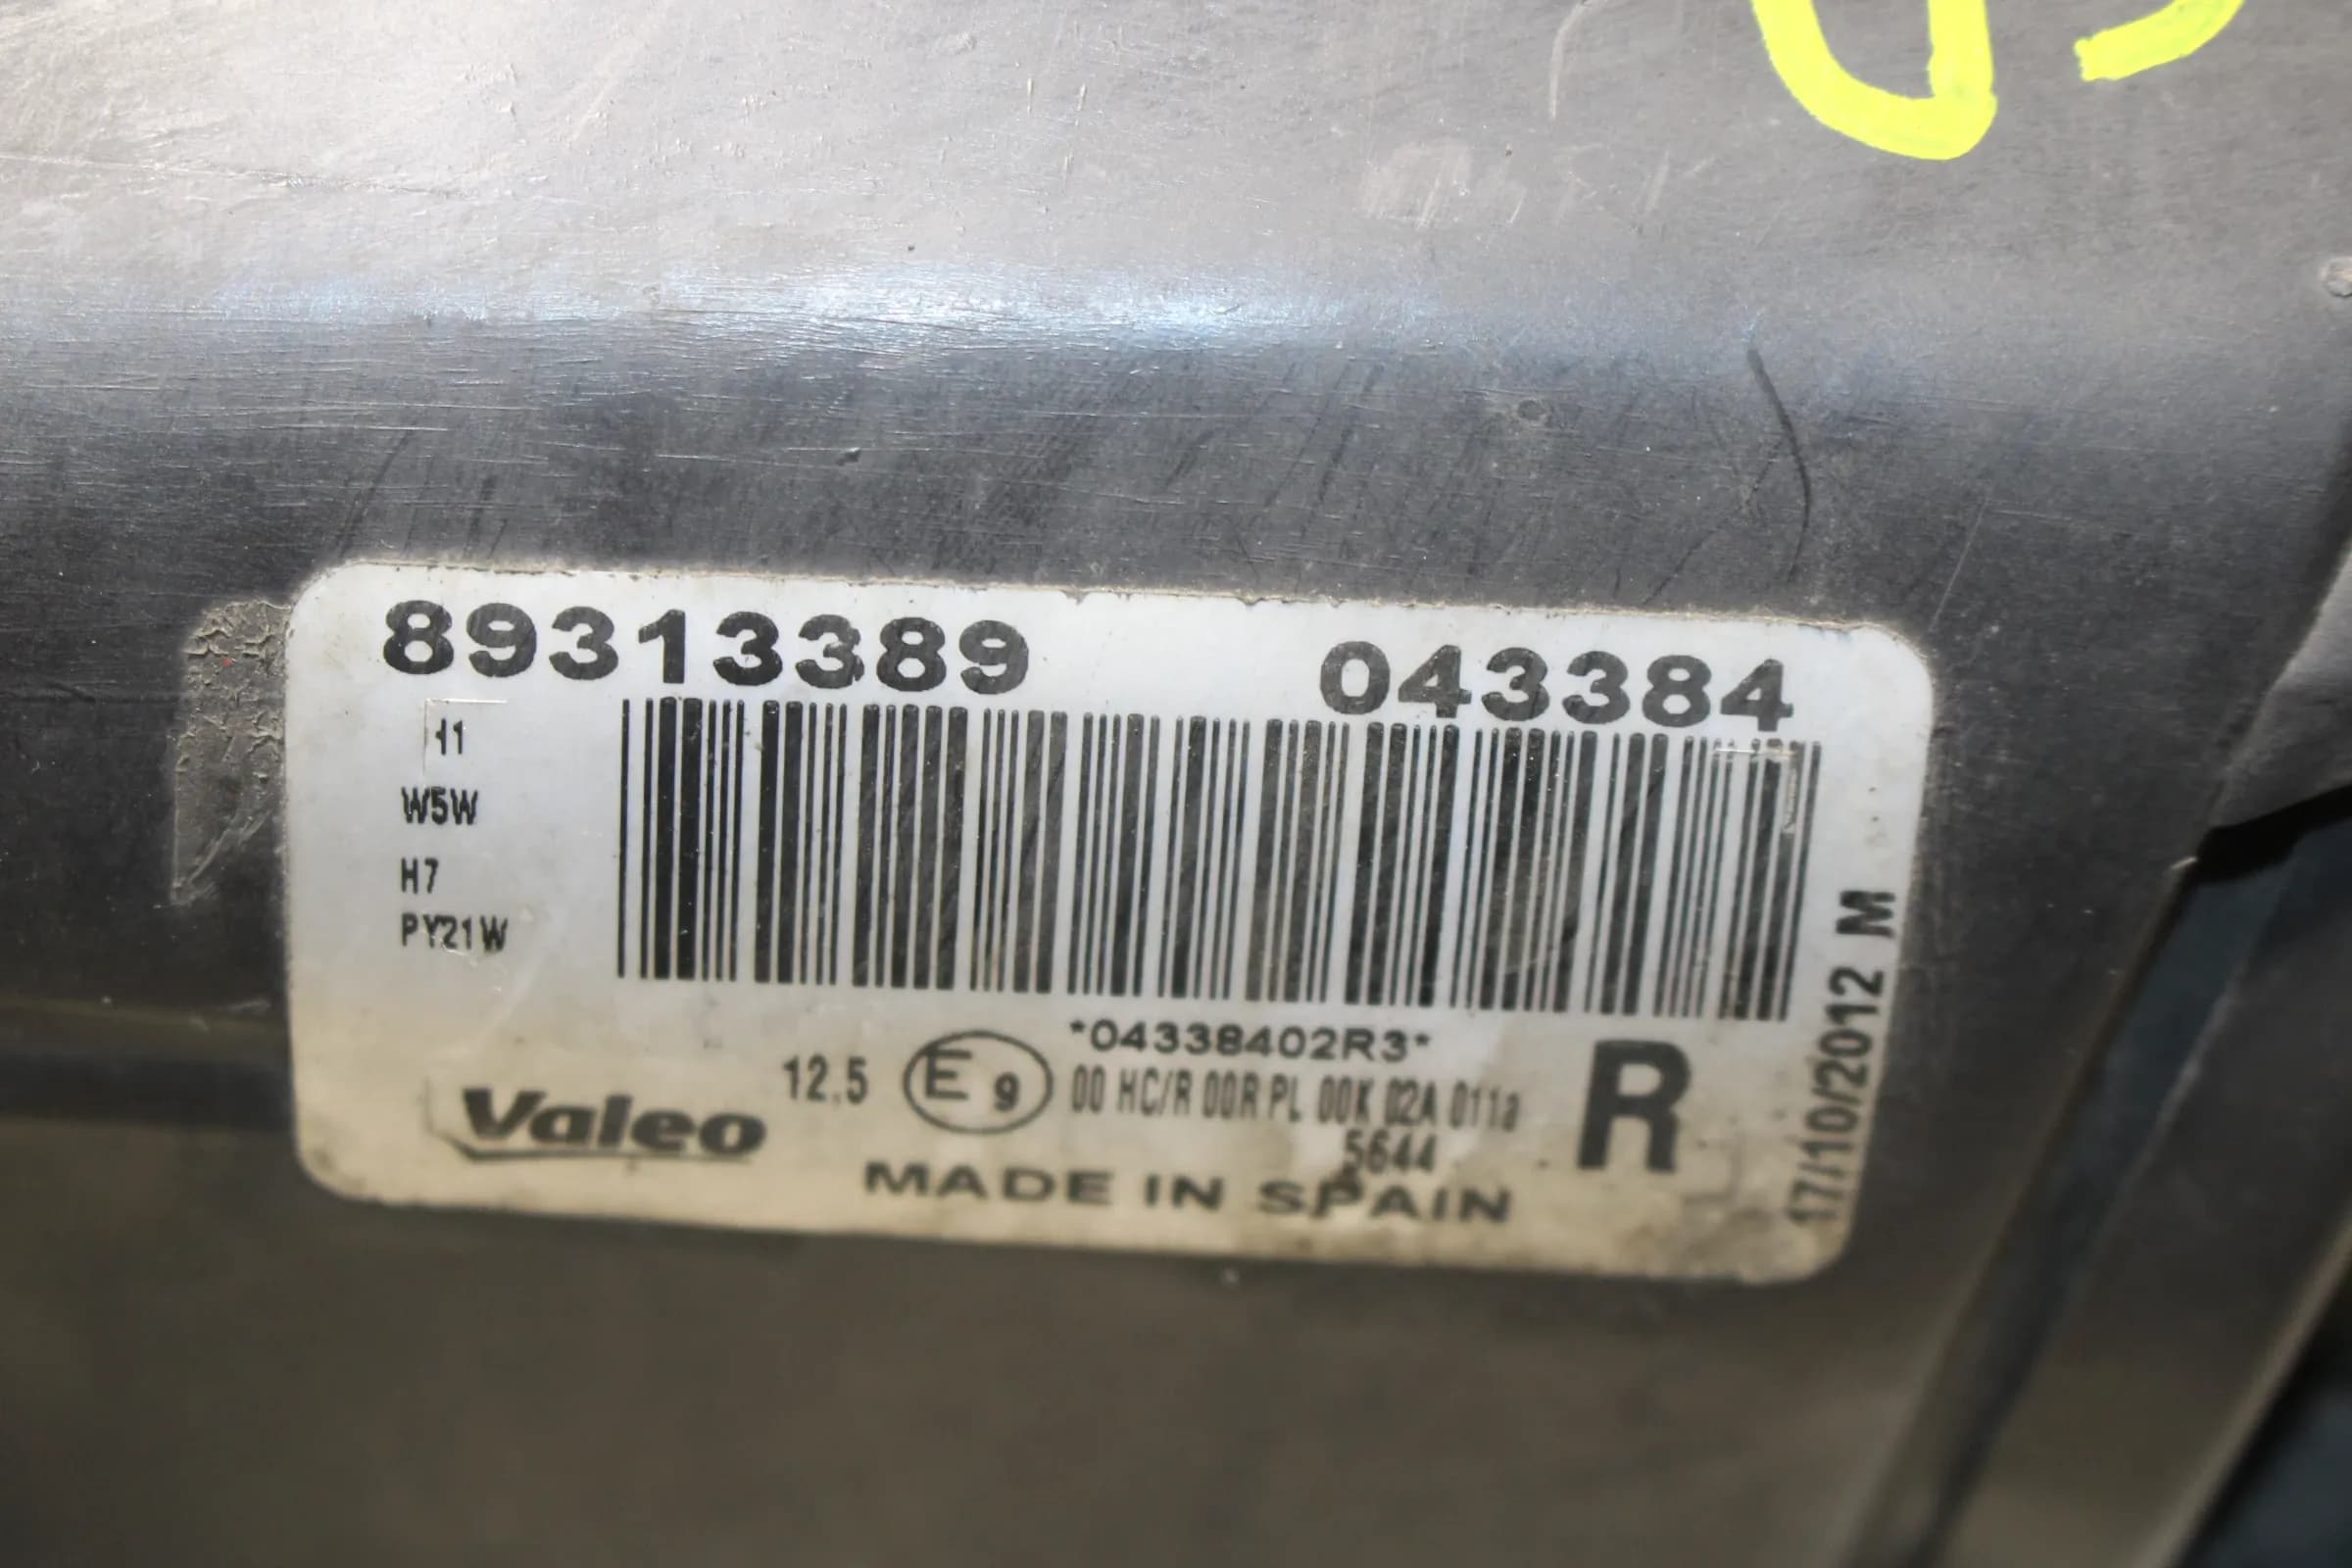 89313389 043384
H1
W5W
H7
PY21W
*04338402R3*
12.5 E9 00 HC/R 00R PL 00K 02A 011a
5644
Valeo
MADE IN SPAIN
R
17/10/2012 M